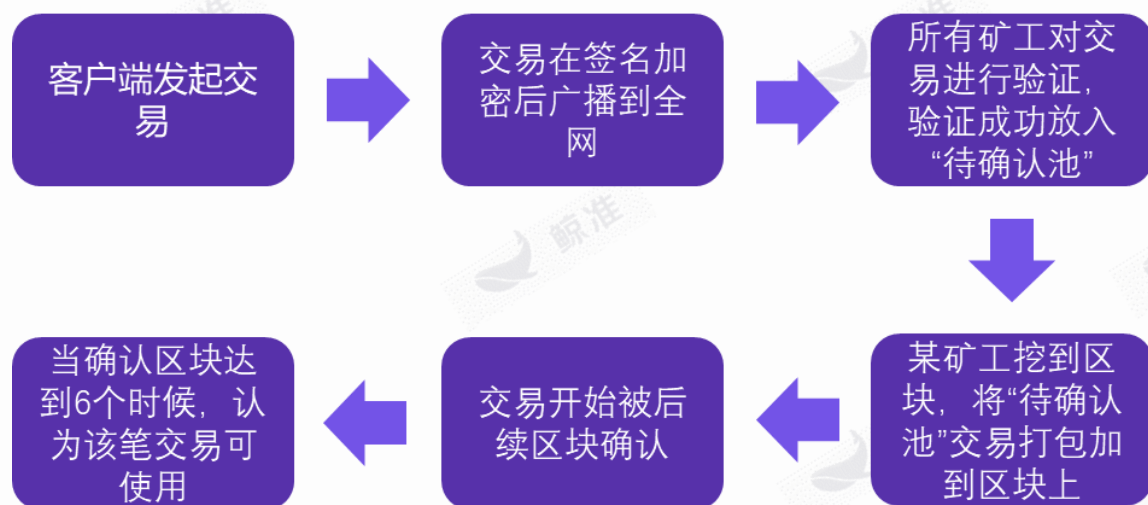 客户端发起交
易
交易在签名加
密后广播到全
网
所有矿工对交
易进行验证，
验证成功放入
“待确认池”
某矿工挖到区
块，将“待确认
池”交易打包加
到区块上
交易开始被后
续区块确认
当确认区块达
到6个时候，认
为该笔交易可
使用
鲸准